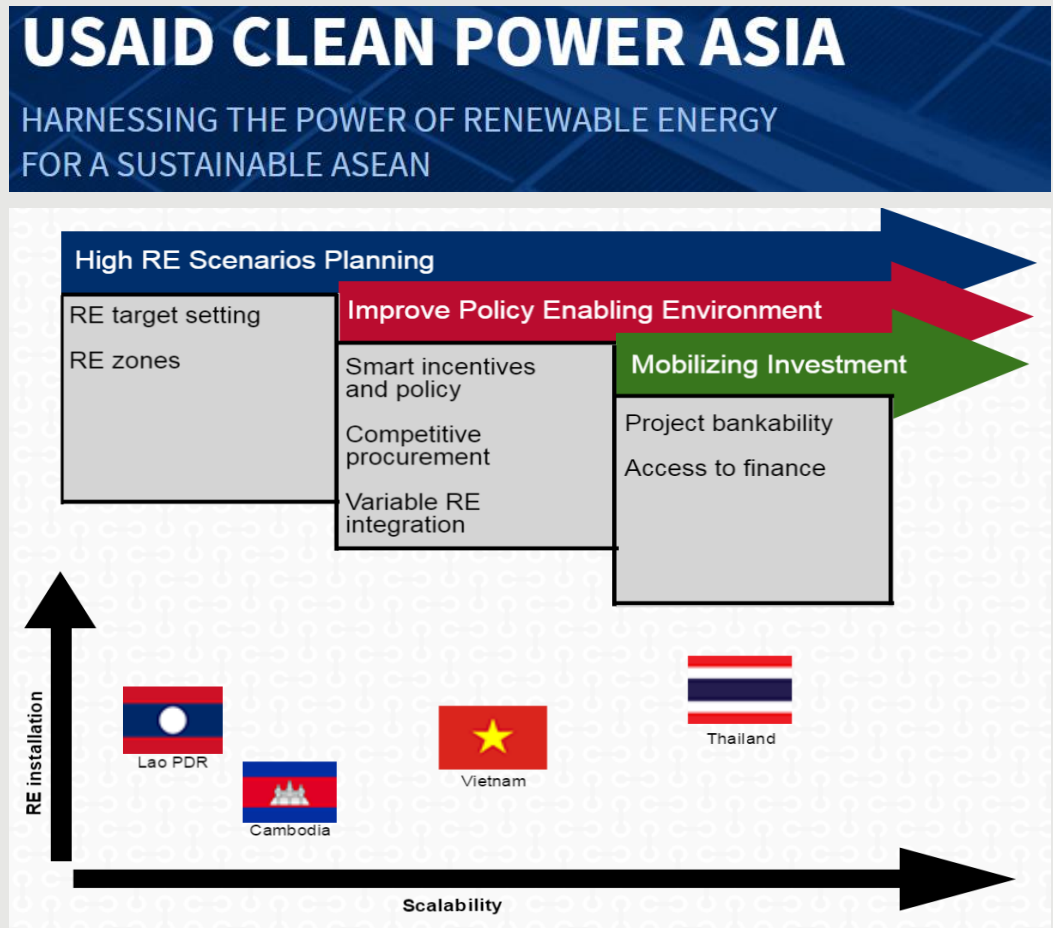 USAID CLEAN POWER ASIA
HARNESSING THE POWER OF RENEWABLE ENERGY
FOR A SUSTAINABLE ASEAN
High RE Scenarios Planning
RE target setting
RE zones
Improve Policy Enabling Environment
Smart incentives
and policy
Competitive
procurement
Variable RE
integration
Mobilizing Investment
Project bankability
Access to finance
RE installation
Lao PDR
Cambodia
Vietnam
Thailand
Scalability